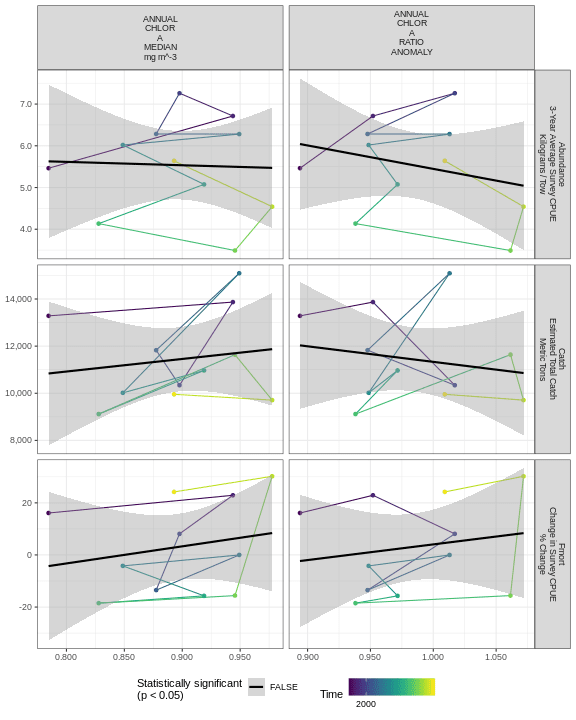 ANNUAL
CHLOR
A
MEDIAN
mg m^-3
ANNUAL
CHLOR
A
RATIO
ANOMALY
7.0
6.0
5.0
4.0
Abundance
3-Year Average Survey CPUE
Kilograms/Tow
14,000
12,000
10,000
8,000
Catch
Estimated Total Catch
Metric Tons
20
0
-20
Fmort
Change in Survey CPUE
% Change
0.800
0.850
0.900
0.950
0.900
0.950
1.000
1.050
Statistically significant
(p < 0.05)
FALSE
Time
2000